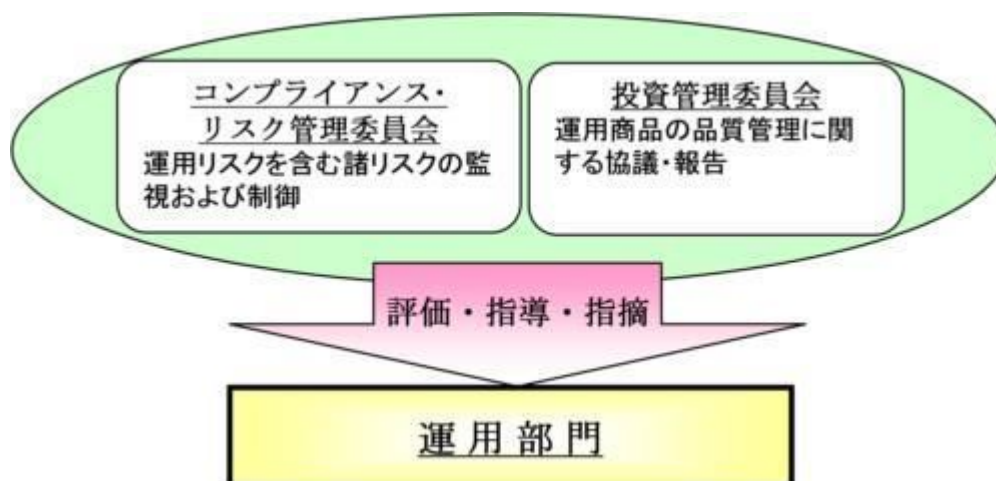 コンプライアンス・
リスク管理委員会
運用リスクを含む諸リスクの監
視および制御
投資管理委員会
運用商品の品質管理に関
する協議・報告
評価・指導・指摘
運用部門